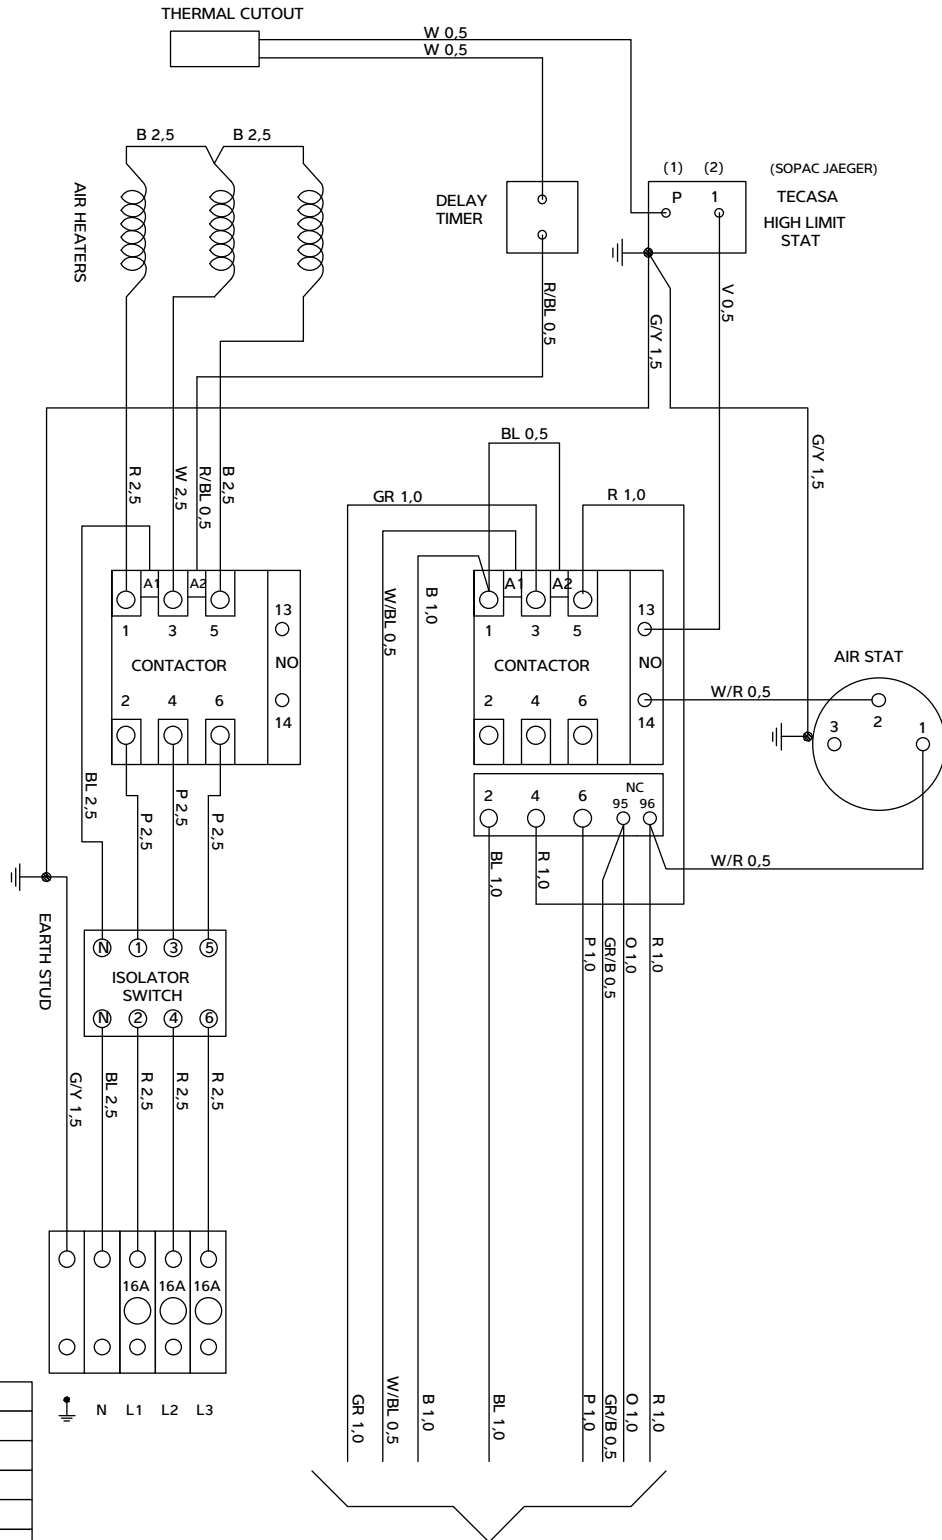 THERMAL CUTOUT
W 0,5
W 0,5
B 2,5
B 2,5
AIR HEATERS
DELAY
TIMER
(1) (2)
(SOPAC JAEGER)
P 1
TECASA
HIGH LIMIT
STAT
R/BL 0,5
V 0,5
G/Y 1,5
G/Y 1,5
R 2,5
W 2,5
R/BL 0,5
B 2,5
BL 0,5
GR 1,0
R 1,0
W/BL 0,5
B 1,0
A1 A2
1 3 5
13
CONTACTOR
NO
2 4 6
14
A1 A2
1 3 5
13
CONTACTOR
NO
2 4 6
14
AIR STAT
W/R 0,5
3 2 1
BL 2,5
P 2,5
P 2,5
P 2,5
NC
2 4 6 95 96
W/R 0,5
BL 1,0
R 1,0
P 1,0
GR/B 0,5
O 1,0
R 1,0
EARTH STUD
N 1 3 5
ISOLATOR
SWITCH
N 2 4 6
G/Y 1,5
BL 2,5
R 2,5
R 2,5
R 2,5
16A 16A 16A
N L1 L2 L3
GR 1,0
W/BL 0,5
B 1,0
BL 1,0
P 1,0
GR/B 0,5
O 1,0
R 1,0